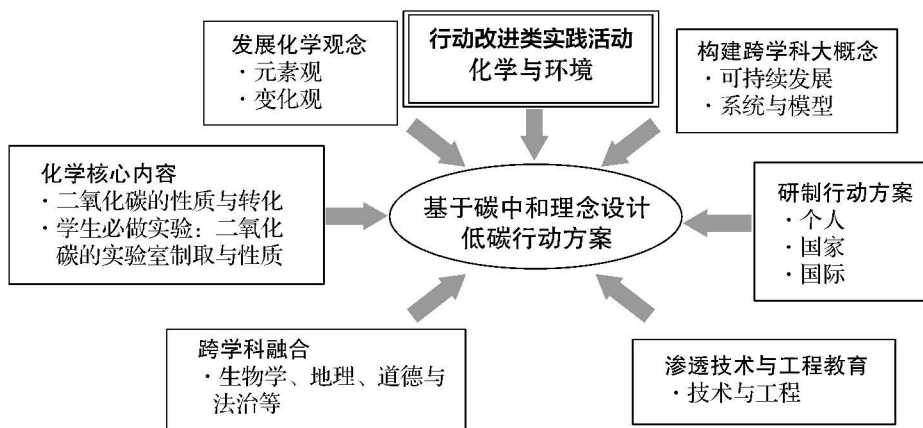 发展化学观念
· 元素观
· 变化观
行动改进类实践活动
化学与环境
构建跨学科大概念
· 可持续发展
· 系统与模型
化学核心内容
· 二氧化碳的性质与转化
· 学生必做实验：二氧化
碳的实验室制取与性质
基于碳中和理念设计
低碳行动方案
研制行动方案
· 个人
· 国家
· 国际
跨学科融合
· 生物学、地理、道德与
法治等
渗透技术与工程教育
· 技术与工程